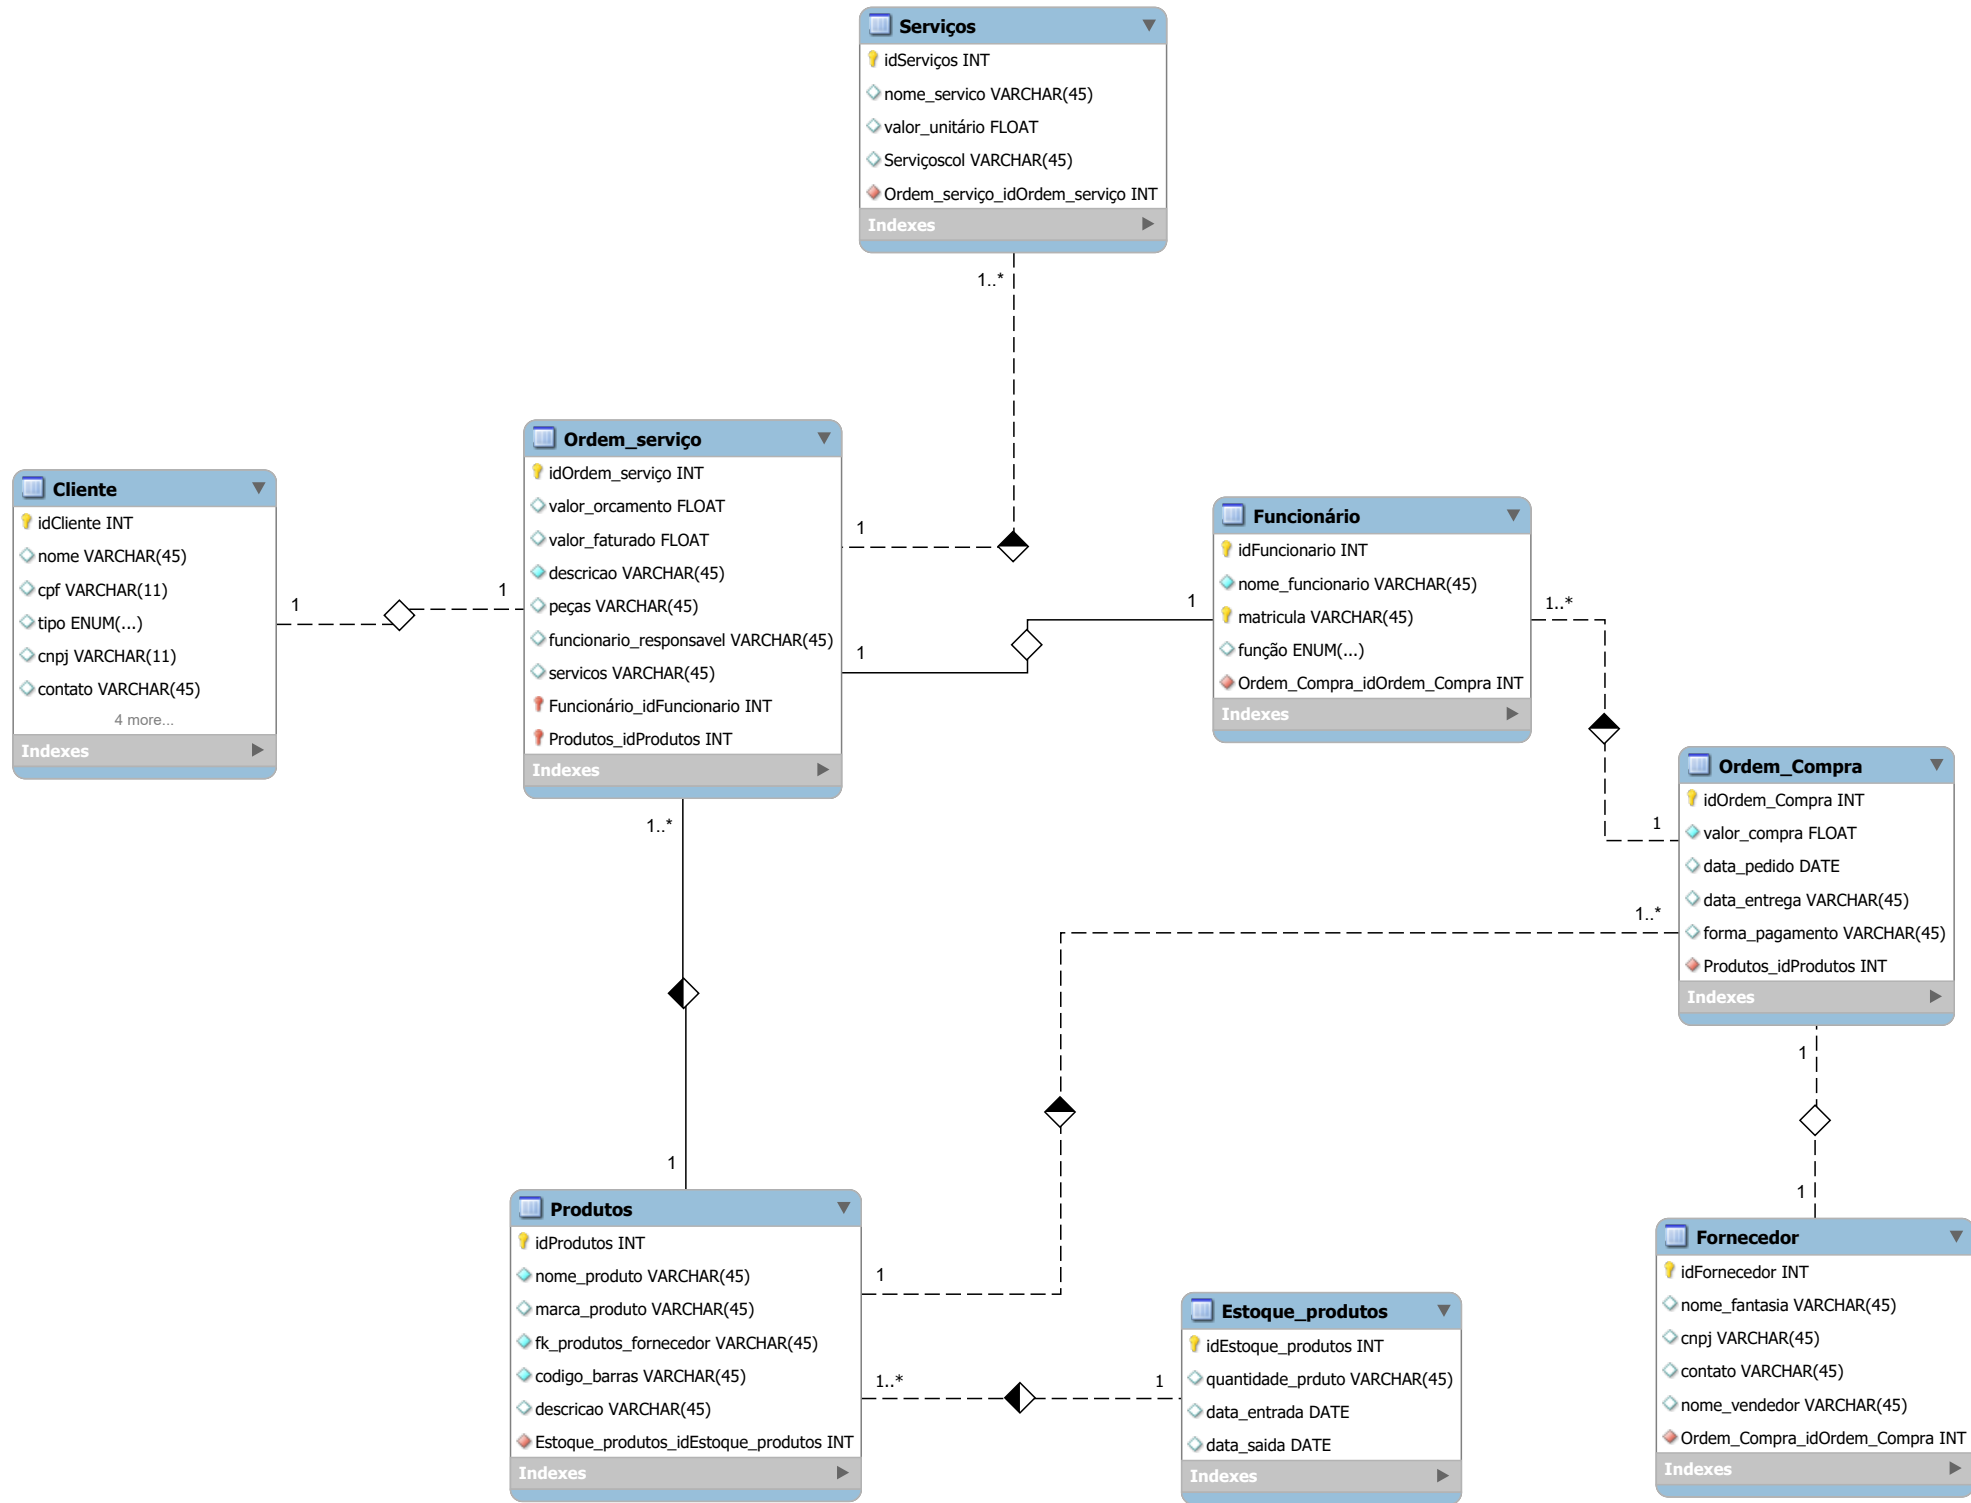 Serviços
idServiços INT
nome_servico VARCHAR(45)
valor_unitário FLOAT
Serviçoscol VARCHAR(45)
Ordem_serviço_idOrdem_serviço INT
Indexes
1..*
1
Ordem_serviço
idOrdem_serviço INT
valor_orcamento FLOAT
valor_faturado FLOAT
descricao VARCHAR(45)
peças VARCHAR(45)
funcionario_responsavel VARCHAR(45)
servicos VARCHAR(45)
Funcionário_idFuncionario INT
Produtos_idProdutos INT
Indexes
Cliente
idCliente INT
nome VARCHAR(45)
cpf VARCHAR(11)
tipo ENUM(...)
cnpj VARCHAR(11)
contato VARCHAR(45)
4 more...
Indexes
1
1
1
1
Funcionário
idFuncionario INT
nome_funcionario VARCHAR(45)
matricula VARCHAR(45)
função ENUM(...)
Ordem_Compra_idOrdem_Compra INT
Indexes
1..*
1
Ordem_Compra
idOrdem_Compra INT
valor_compra FLOAT
data_pedido DATE
data_entrega VARCHAR(45)
forma_pagamento VARCHAR(45)
Produtos_idProdutos INT
Indexes
1..*
1..*
1
1
1
Produtos
idProdutos INT
nome_produto VARCHAR(45)
marca_produto VARCHAR(45)
fk_produtos_fornecedor VARCHAR(45)
codigo_barras VARCHAR(45)
descricao VARCHAR(45)
Estoque_produtos_idEstoque_produtos INT
Indexes
1
1..*
1
Estoque_produtos
idEstoque_produtos INT
quantidade_prduto VARCHAR(45)
data_entrada DATE
data_saida DATE
Indexes
Fornecedor
idFornecedor INT
nome_fantasia VARCHAR(45)
cnpj VARCHAR(45)
contato VARCHAR(45)
nome_vendedor VARCHAR(45)
Ordem_Compra_idOrdem_Compra INT
Indexes